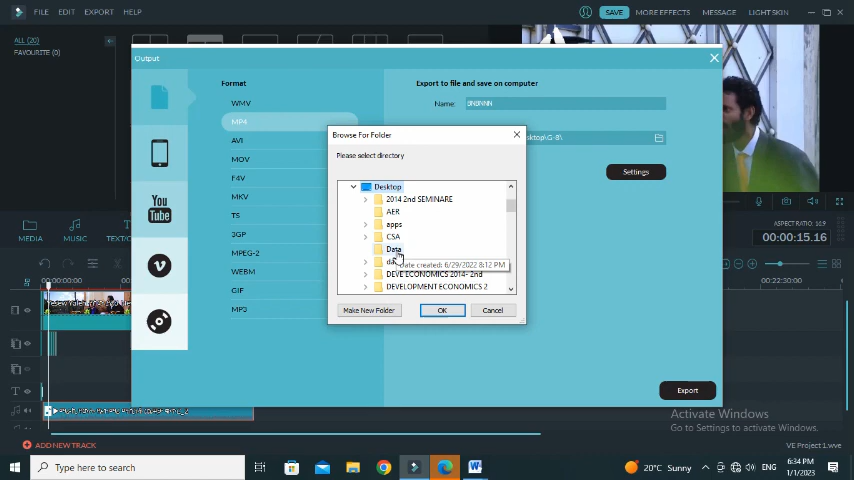 FILE EDIT EXPORT HELP
SAVE MORE EFFECTS MESSAGE LIGHT SKIN
ALL (20)
FAVOURITE (0)
Output
Format
WMV
MP4
AVI
MOV
F4V
MKV
TS
3GP
MPEG-2
WEBM
GIF
MP3
Export to file and save on computer
Name: BNBNNN
sktop\G-8\
Settings
Export
You
Tube
Browse For Folder
Please select directory
Desktop
2014 2nd SEMINARE
AER
apps
CSA
Data
Date created: 6/29/2022 8:12 PM
DEVE ECONOMICS 2014- 2nd
DEVELOPMENT ECONOMICS 2
Make New Folder OK Cancel
MEDIA MUSIC
ASPECT RATIO: 16:9
00:00:15.16
00:00:00:00
00:22:30:00
ADD NEW TRACK
VE Project 1.wve
Activate Windows
Go to Settings to activate Windows.
Type here to search
20°C Sunny
ENG
6:34 PM
1/1/2023